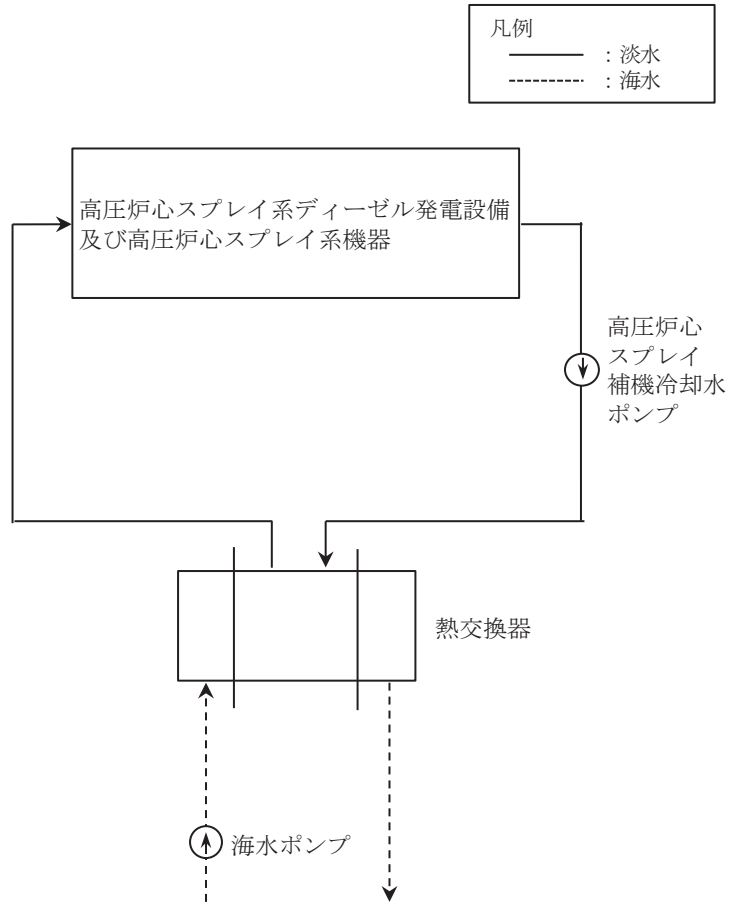 凡例
：淡水
：海水
高圧炉心スプレイ系ディーゼル発電設備
及び高圧炉心スプレイ系機器
高圧炉心
スプレイ
補機冷却水
ポンプ
熱交換器
海水ポンプ